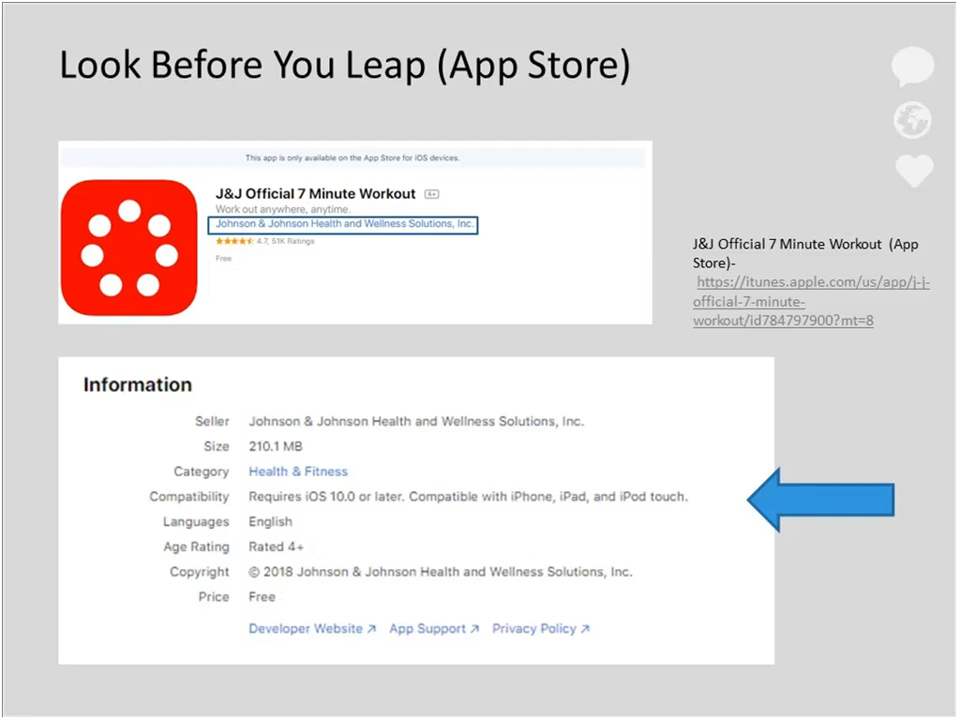 Look Before You Leap (App Store)
This app is only available on the App Store for iOS devices.
J&J Official 7 Minute Workout 4+
Work out anywhere, anytime.
Johnson & Johnson Health and Wellness Solutions, Inc.
★★★★★ 4.7, 51K Ratings
Free
J&J Official 7 Minute Workout (App
Store)-
https://itunes.apple.com/us/app/j-j-
official-7-minute-
workout/id784797900?mt=8
Information
Seller Johnson & Johnson Health and Wellness Solutions, Inc.
Size 210.1 MB
Category Health & Fitness
Compatibility Requires iOS 10.0 or later. Compatible with iPhone, iPad, and iPod touch.
Languages English
Age Rating Rated 4+
Copyright © 2018 Johnson & Johnson Health and Wellness Solutions, Inc.
Price Free
Developer Website ↗ App Support ↗ Privacy Policy ↗